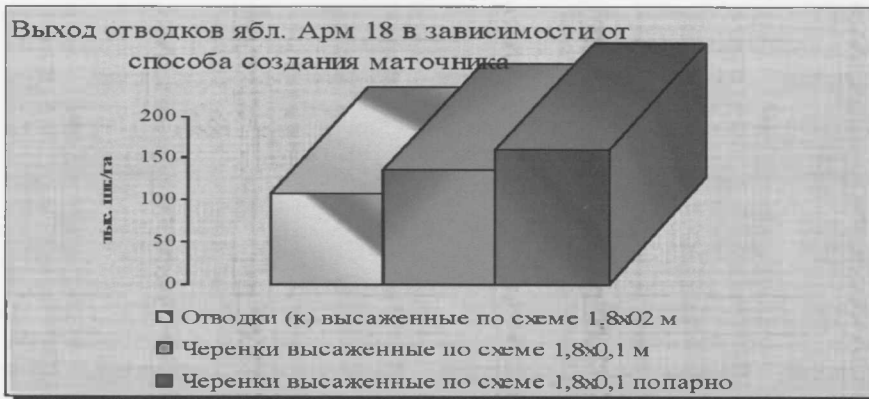 Выход отводков ябл. Арм 18 в зависимости от
способа создания маточника
200
150
100
50
0
тыс. шт/га
Отводки (к) высаженные по схеме 1,8х02 м
Черенки высаженные по схеме 1,8х0,1 м
Черенки высаженные по схеме 1,8х0,1 попарно